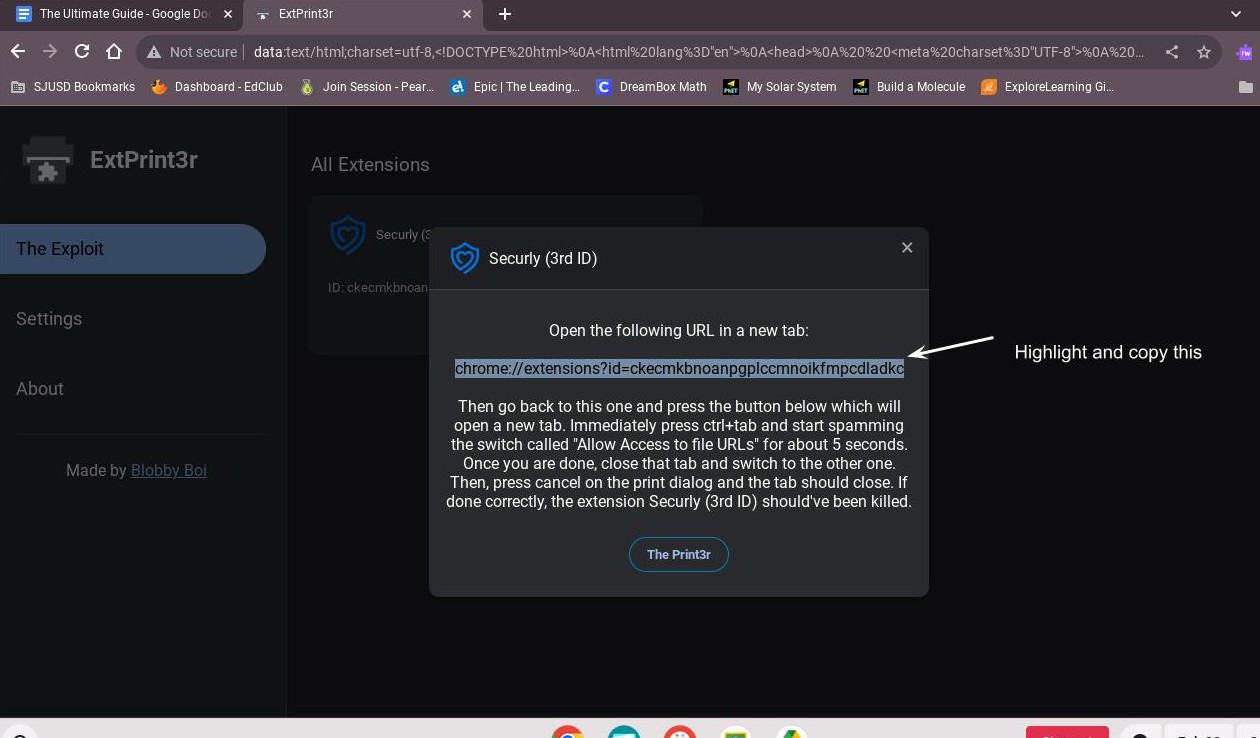 The Ultimate Guide - Google Do
ExtPrint3r
Not secure
data:text/html;charset=utf-8,<!DOCTYPE%20html>%0A<html%20lang%3D"en">%0A<head>%0A%20%20<meta%20charset%3D"UTF-8">%0A%20...
SJUSD Bookmarks
Dashboard - EdClub
Join Session - Pear...
Epic | The Leading...
DreamBox Math
My Solar System
Build a Molecule
ExploreLearning Gi...
ExtPrint3r
The Exploit
Settings
About
Made by Blobby Boi
All Extensions
Securly (3
ID: ckecmkbnoan
Securly (3rd ID)
Open the following URL in a new tab:
chrome://extensions?id=ckecmkbnoanpgplccmnoikfmpcdladkc
Then go back to this one and press the button below which will
open a new tab. Immediately press ctrl+tab and start spamming
the switch called "Allow Access to file URLs" for about 5 seconds.
Once you are done, close that tab and switch to the other one.
Then, press cancel on the print dialog and the tab should close. If
done correctly, the extension Securly (3rd ID) should've been killed.
The Print3r
Highlight and copy this